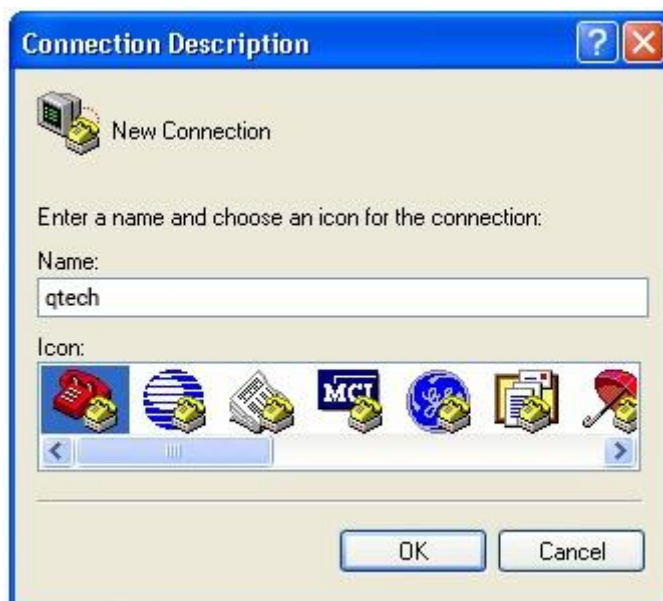 Connection Description
New Connection
Enter a name and choose an icon for the connection:
Name:
qtech
Icon:
MCI
OK
Cancel